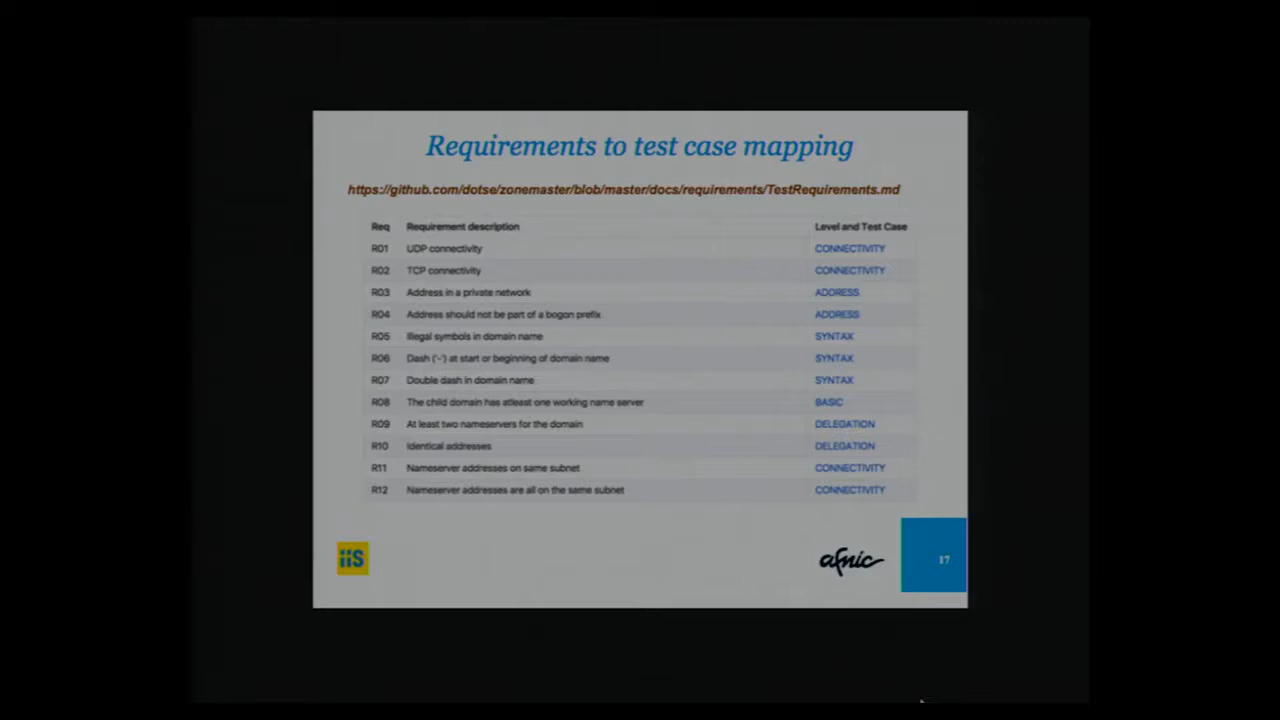 Requirements to test case mapping
https://github.com/dotse/zonemaster/blob/master/docs/requirements/TestRequirements.md
Req Requirement description Level and Test Case
R01 UDP connectivity CONNECTIVITY
R02 TCP connectivity CONNECTIVITY
R03 Address in a private network ADDRESS
R04 Address should not be part of a bogon prefix ADDRESS
R05 Illegal symbols in domain name SYNTAX
R06 Dash ('-') at start or beginning of domain name SYNTAX
R07 Double dash in domain name SYNTAX
R08 The child domain has atleast one working name server BASIC
R09 At least two nameservers for the domain DELEGATION
R10 Identical addresses DELEGATION
R11 Nameserver addresses on same subnet CONNECTIVITY
R12 Nameserver addresses are all on the same subnet CONNECTIVITY
iis afnic 17